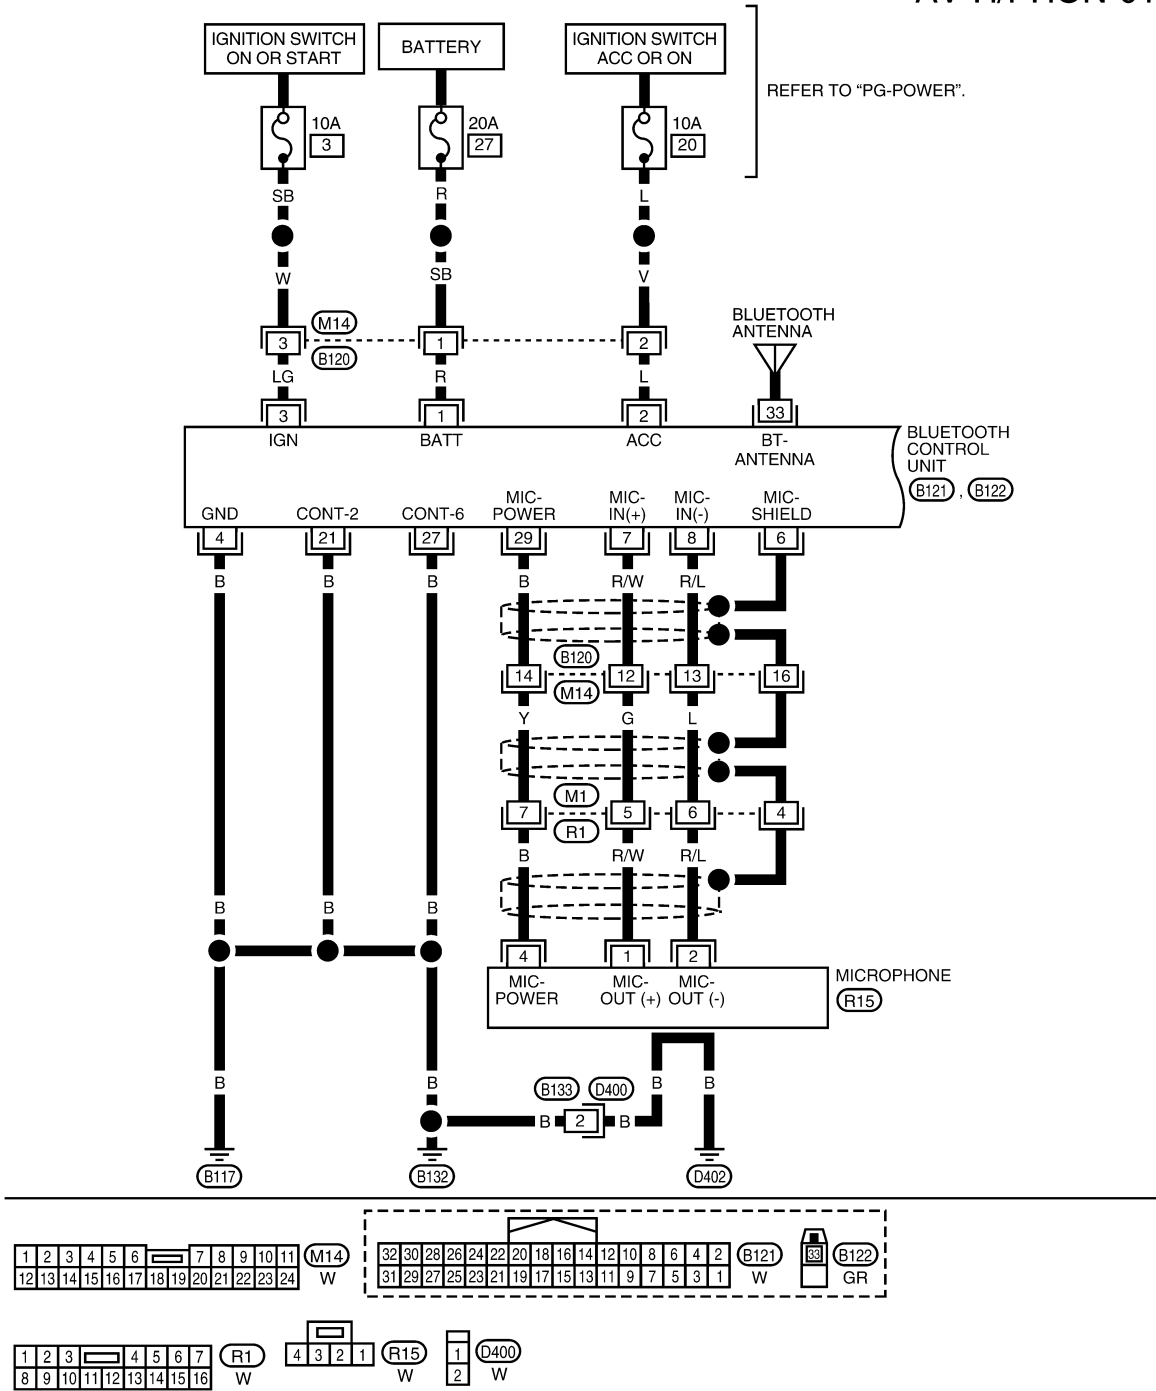 IGNITION SWITCH
ON OR START
BATTERY
IGNITION SWITCH
ACC OR ON
REFER TO “PG-POWER”.
10A
3
20A
27
10A
20
SB R L
W SB V
BLUETOOTH
ANTENNA
M14
3 1 2
B120
LG R L
3 1 2 33
IGN BATT ACC BT-
ANTENNA
BLUETOOTH
CONTROL
UNIT
B121 , B122
GND CONT-2 CONT-6
MIC-
POWER
MIC-
IN(+)
MIC-
IN(-)
MIC-
SHIELD
4 21 27 29 7 8 6
B B B B R/W R/L
B120
14 12 13 16
M14
Y G L
M1
7 5 6 4
R1
B R/W R/L
B B B
4 1 2
MIC-
POWER
MIC-
OUT (+)
MIC-
OUT (-)
MICROPHONE
R15
B B B B
B133 D400
B 2 B
B117 B132 D402
1 2 3 4 5 6 7 8 9 10 11
12 13 14 15 16 17 18 19 20 21 22 23 24
M14
W
32 30 28 26 24 22 20 18 16 14 12 10 8 6 4 2
31 29 27 25 23 21 19 17 15 13 11 9 7 5 3 1
B121
W
33
B122
GR
1 2 3 4 5 6 7
8 9 10 11 12 13 14 15 16
R1
W
4 3 2 1
R15
W
1
2
D400
W